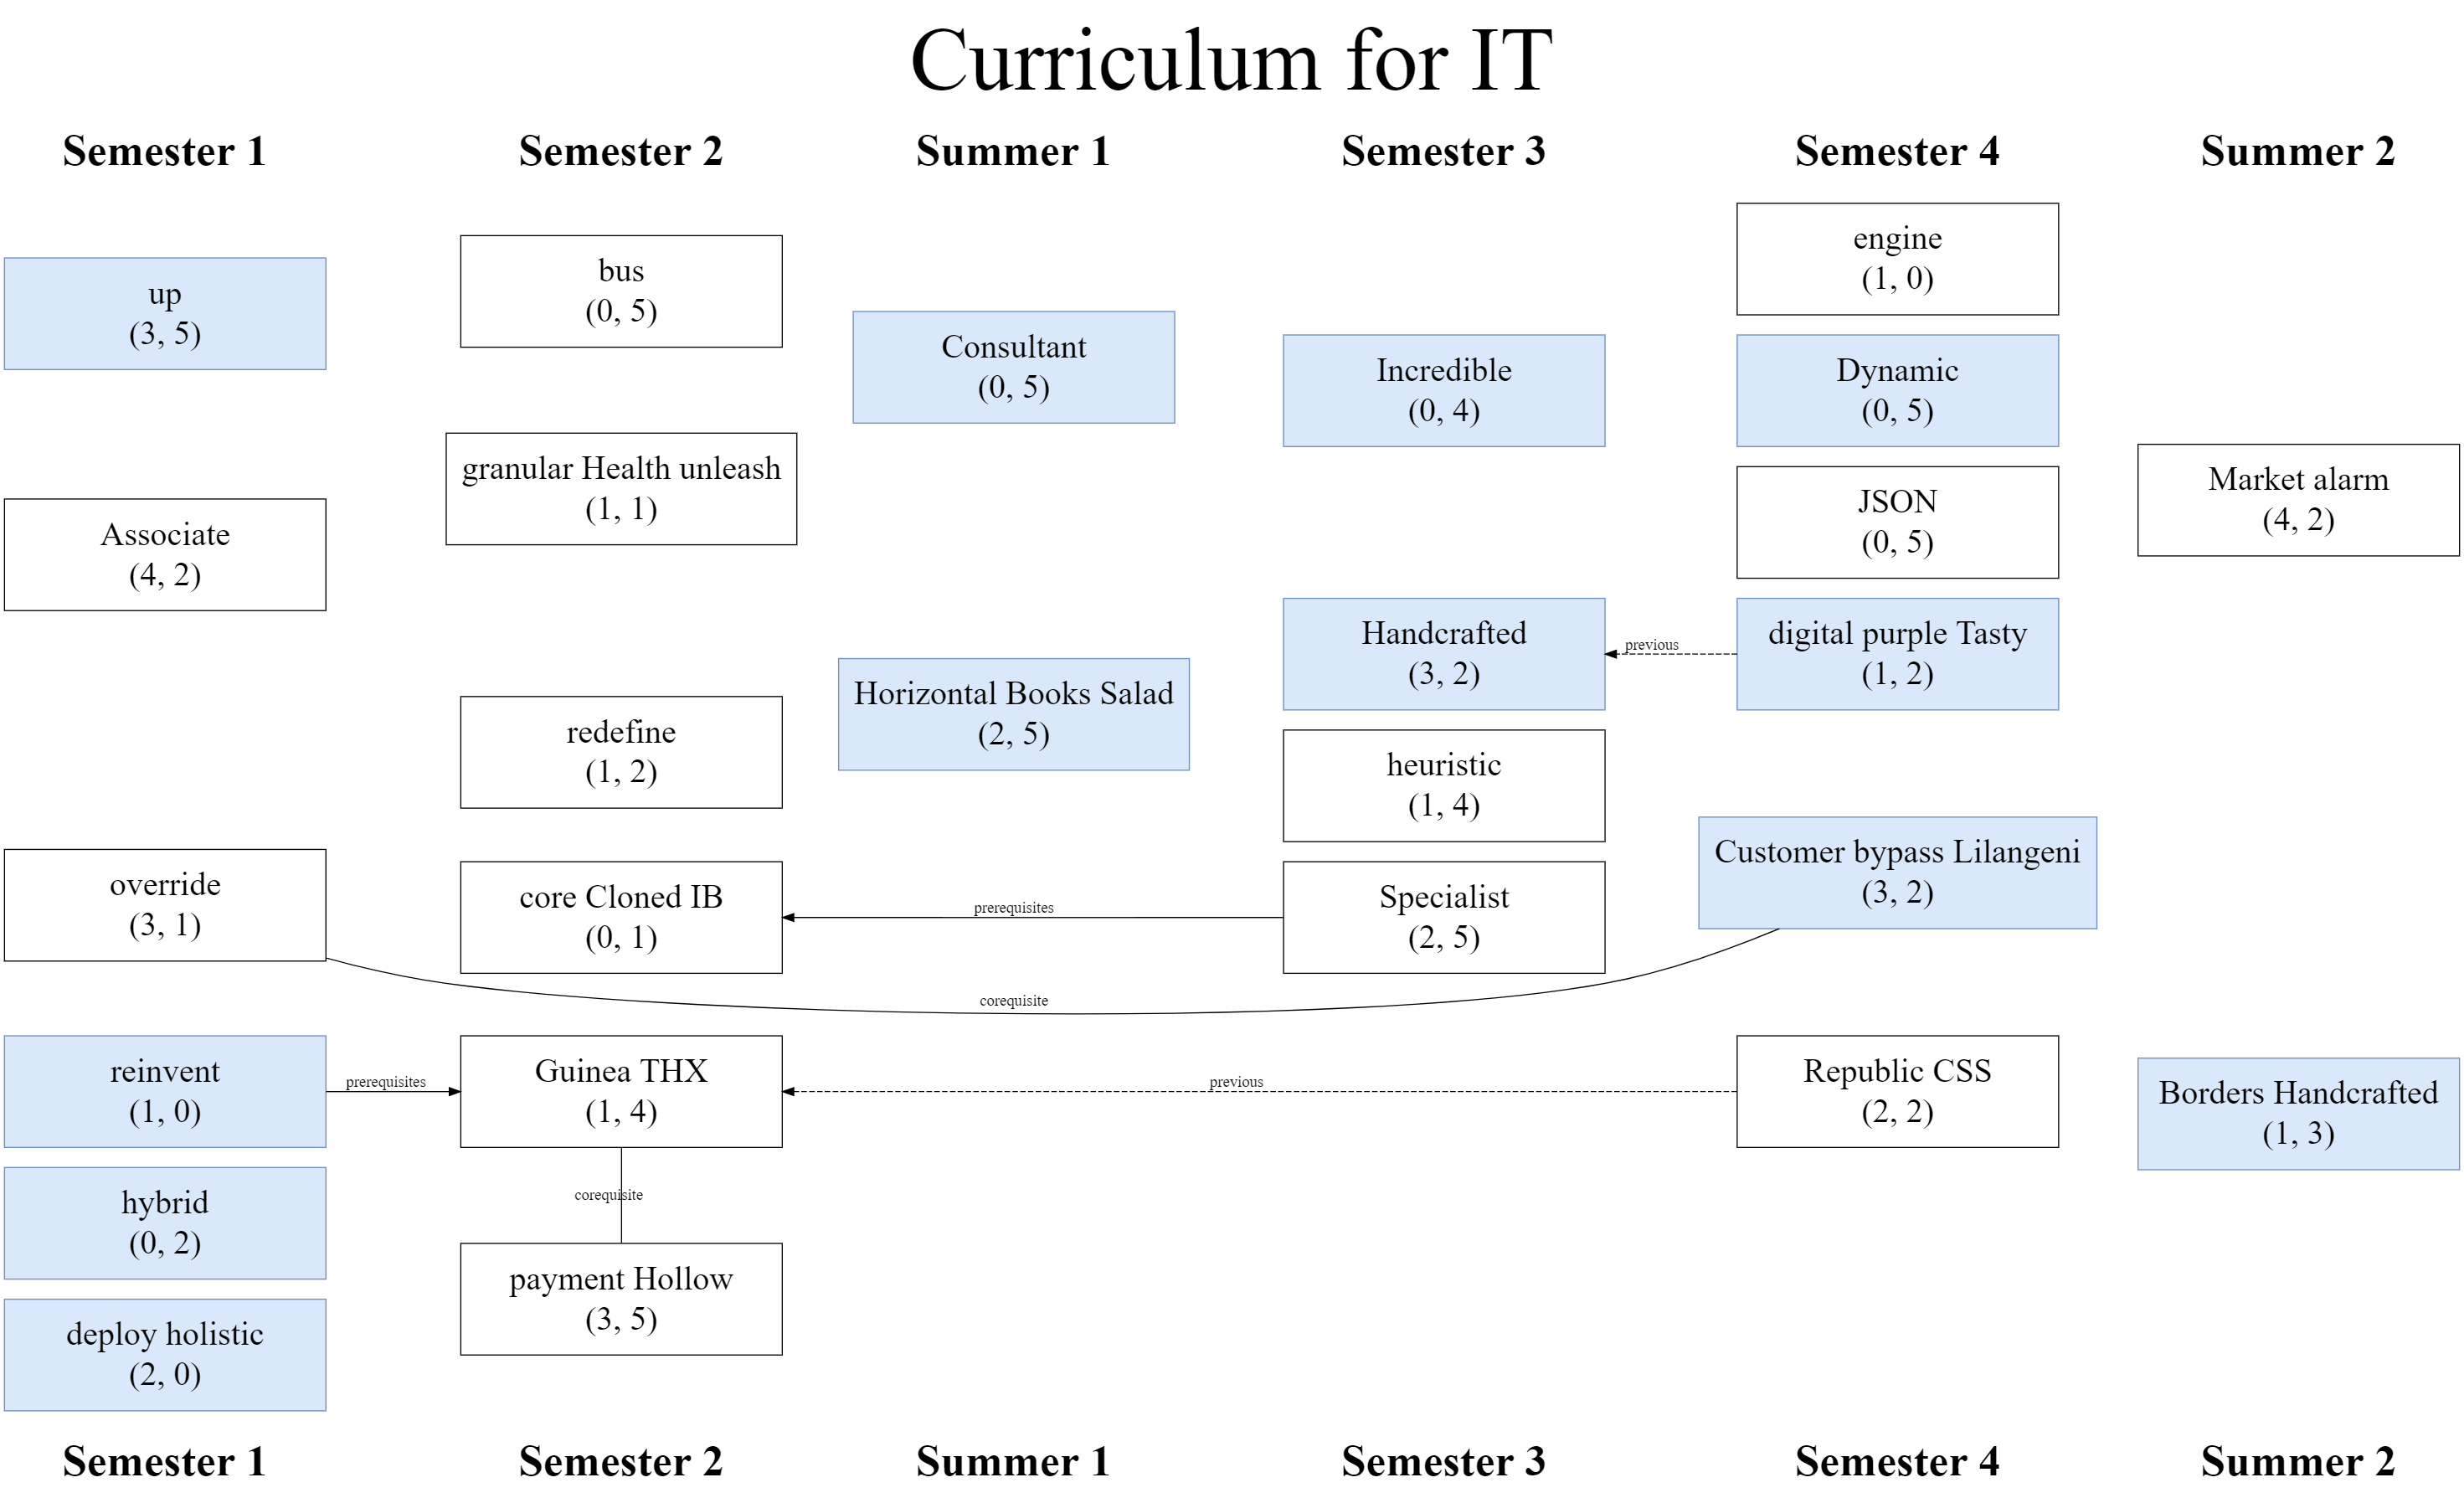 Curriculum for IT
Semester 1
Semester 2
Summer 1
Semester 3
Semester 4
Summer 2
up
(3, 5)
Associate
(4, 2)
override
(3, 1)
reinvent
(1, 0)
hybrid
(0, 2)
deploy holistic
(2, 0)
prerequisites
bus
(0, 5)
granular Health unleash
(1, 1)
redefine
(1, 2)
core Cloned IB
(0, 1)
Guinea THX
(1, 4)
corequisite
payment Hollow
(3, 5)
Consultant
(0, 5)
Horizontal Books Salad
(2, 5)
prerequisites
corequisite
previous
Incredible
(0, 4)
Handcrafted
(3, 2)
heuristic
(1, 4)
Specialist
(2, 5)
previous
engine
(1, 0)
Dynamic
(0, 5)
JSON
(0, 5)
digital purple Tasty
(1, 2)
Customer bypass Lilangeni
(3, 2)
Republic CSS
(2, 2)
Market alarm
(4, 2)
Borders Handcrafted
(1, 3)
Semester 1
Semester 2
Summer 1
Semester 3
Semester 4
Summer 2